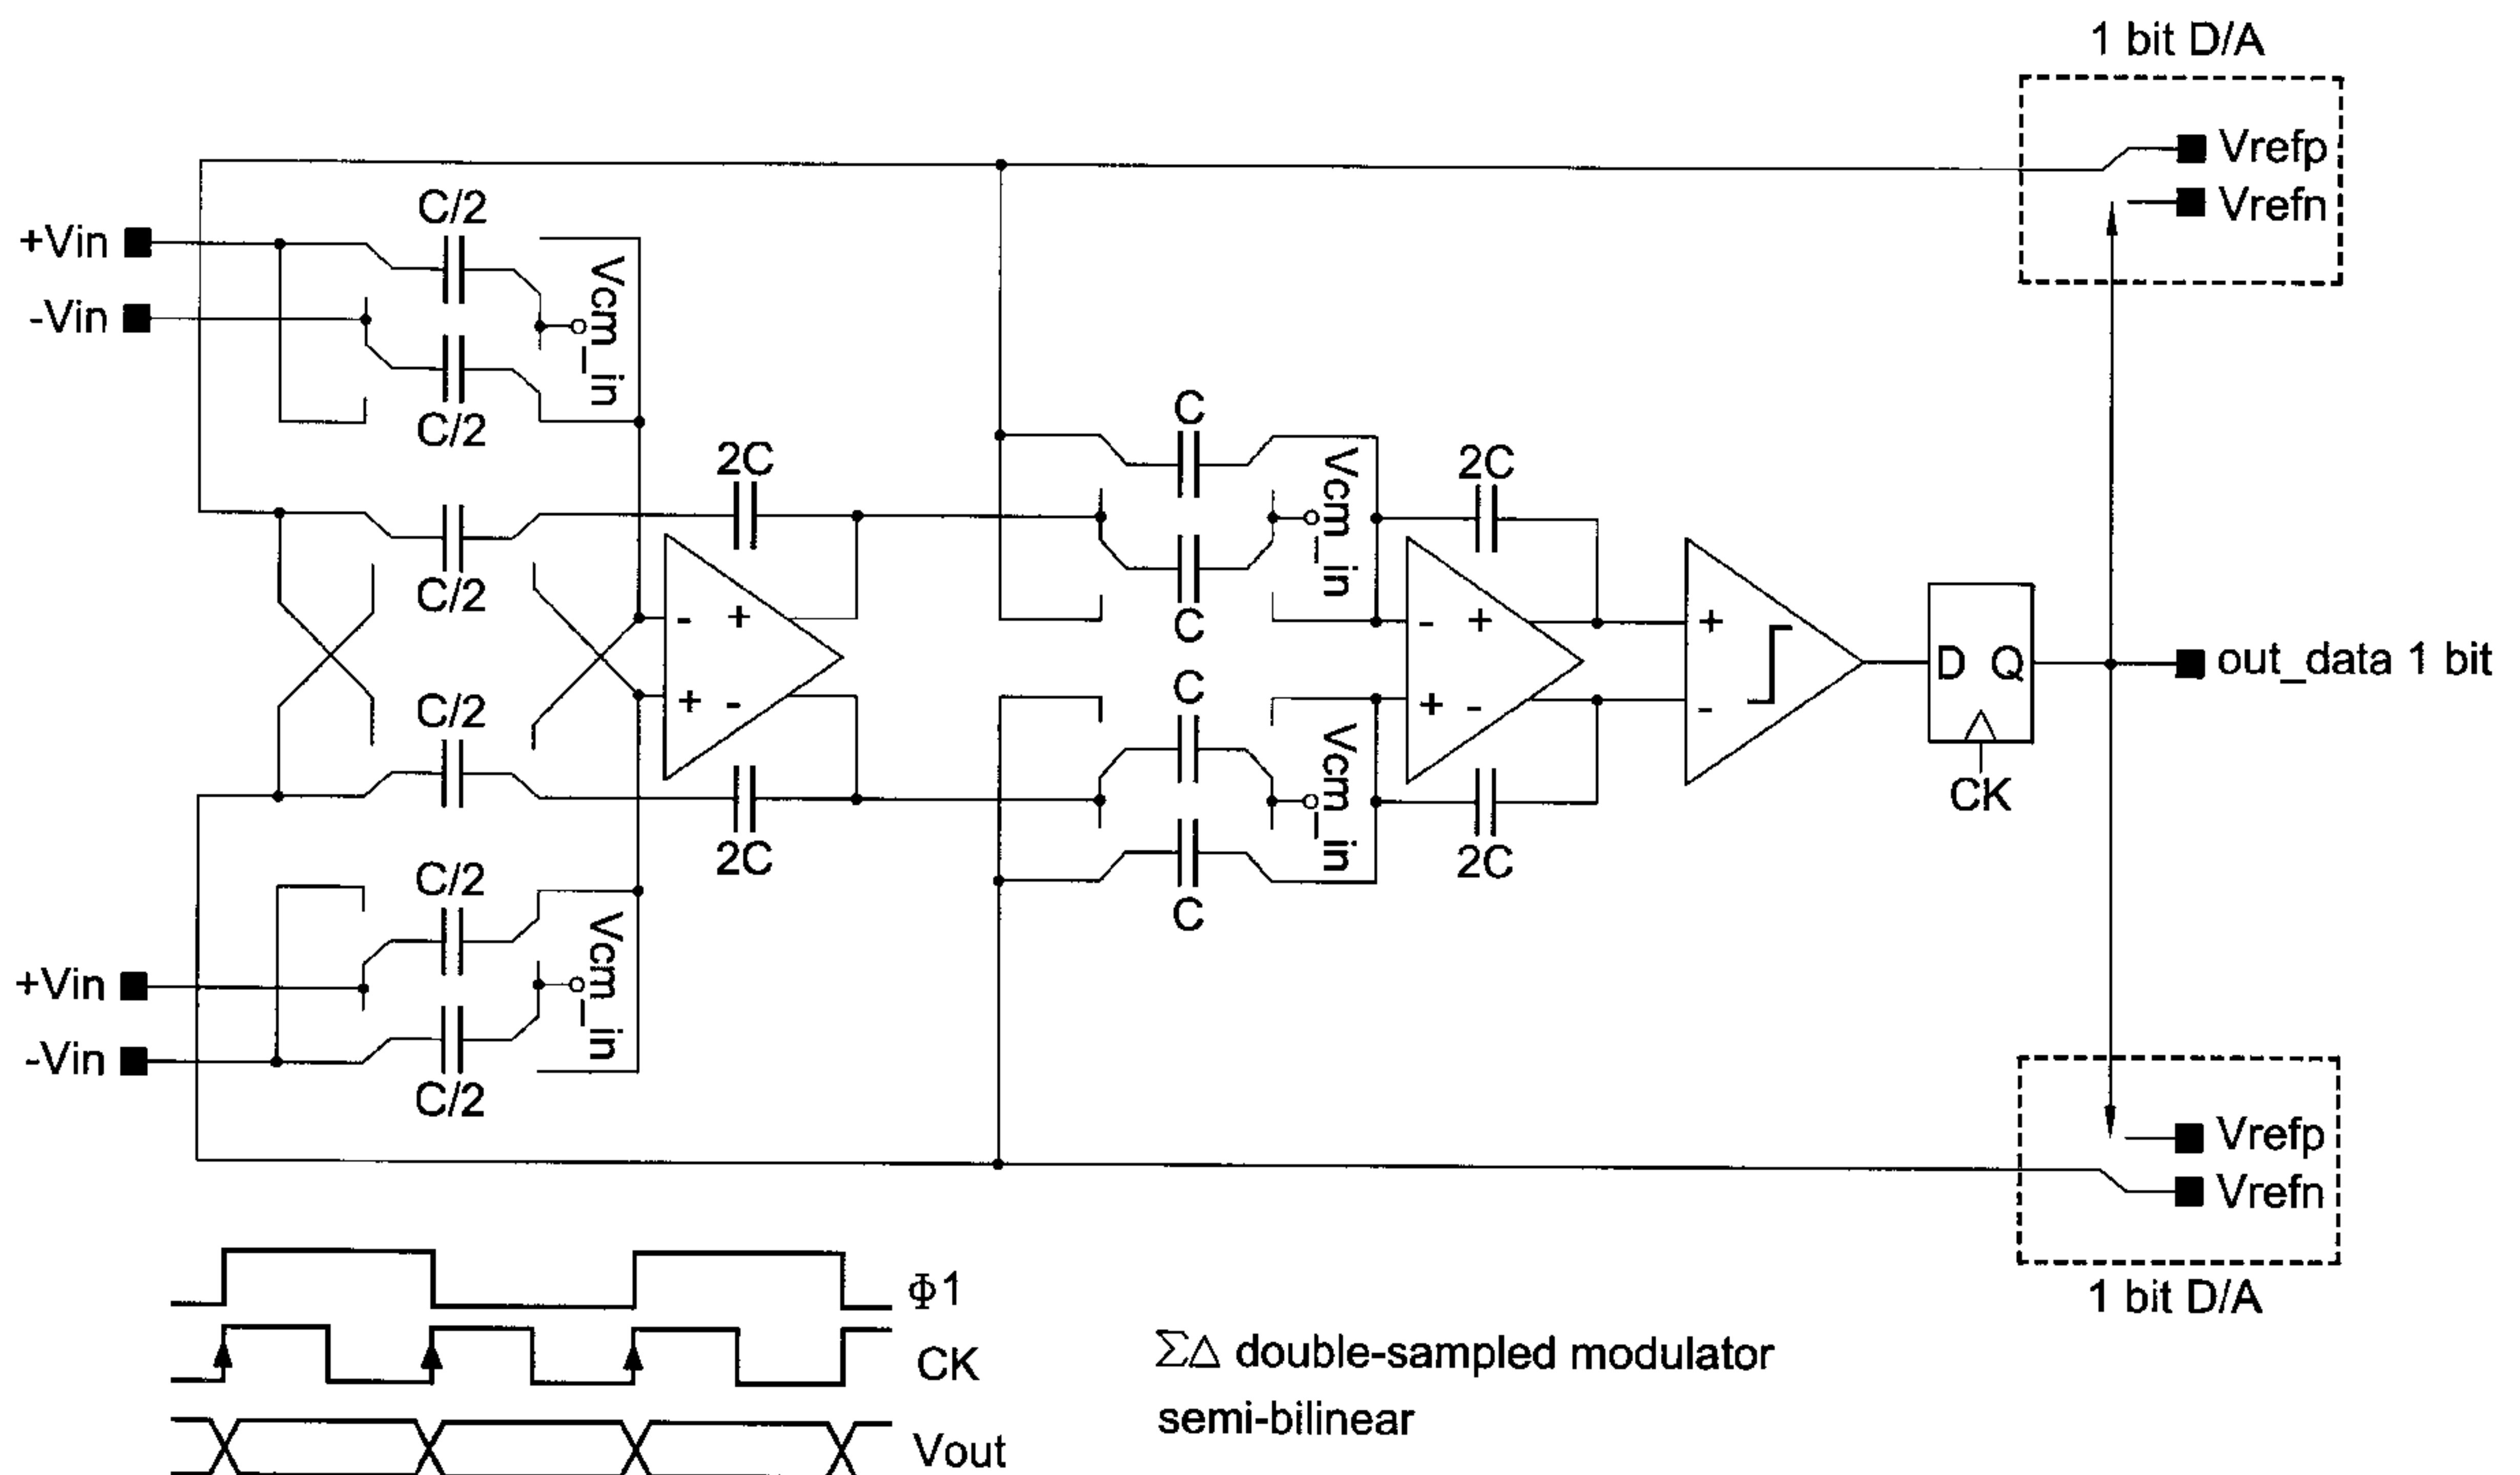 1 bit D/A
Vrefp
Vrefn
C/2
+Vin
-Vin
Vcm_in
C/2
C
2C
2C
Vcm_in
C/2
C
- +
- +
+
out_data 1 bit
D Q
C/2
C
+ -
+ -
-
Vcm_in
CK
2C
2C
C/2
C
Vcm_in
+Vin
-Vin
C/2
Vrefp
Vrefn
1 bit D/A
Φ1
CK
Vout
ΣΔ double-sampled modulator
semi-bilinear